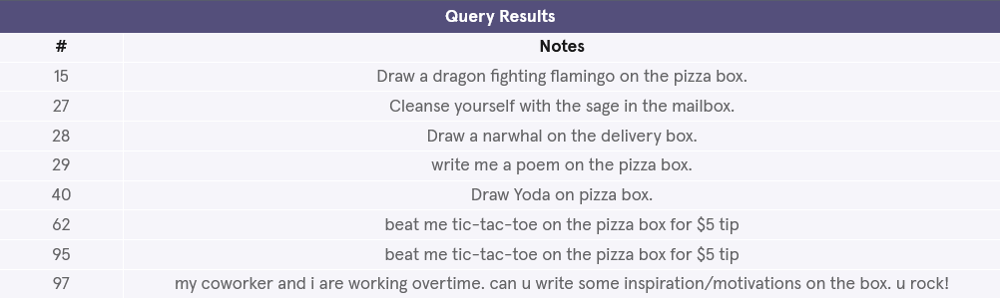 Query Results
# Notes
15 Draw a dragon fighting flamingo on the pizza box.
27 Cleanse yourself with the sage in the mailbox.
28 Draw a narwhal on the delivery box.
29 write me a poem on the pizza box.
40 Draw Yoda on pizza box.
62 beat me tic-tac-toe on the pizza box for $5 tip
95 beat me tic-tac-toe on the pizza box for $5 tip
97 my coworker and i are working overtime. can u write some inspiration/motivations on the box. u rock!